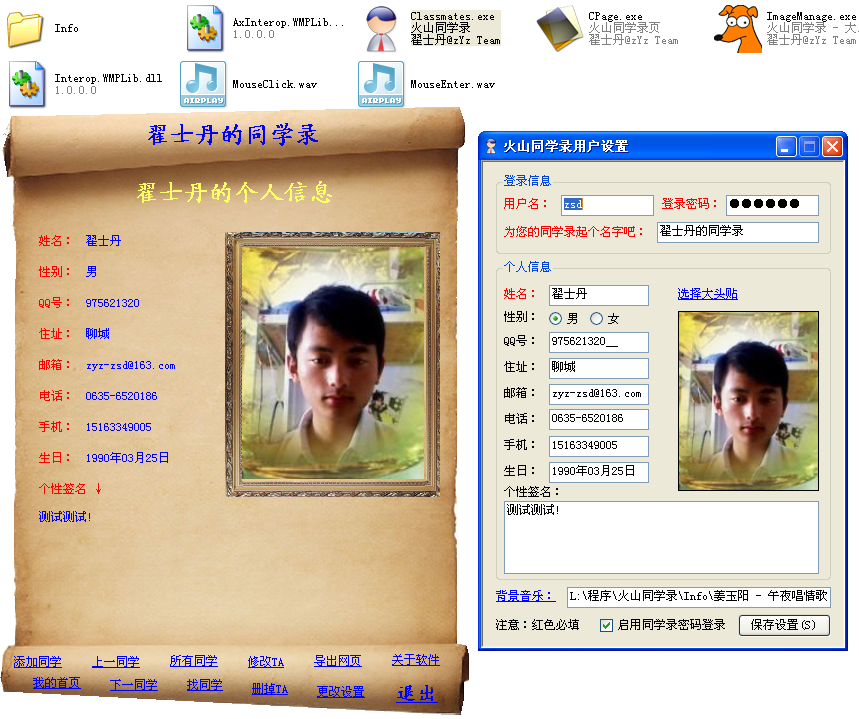 Info
AxInterop.WMPLib...
1.0.0.0
Classmates.exe
火山同学录
翟士丹@zYz Team
CPage.exe
火山同学录页
翟士丹@zYz Team
ImageManage.exe
火山同学录 - 大.
翟士丹@zYz Team
Interop.WMPLib.dll
1.0.0.0
AIRPLAY
MouseClick.wav
AIRPLAY
MouseEnter.wav
翟士丹的同学录
翟士丹的个人信息
姓名： 翟士丹
性别： 男
QQ号： 975621320
住址： 聊城
邮箱： zyz-zsd@163.com
电话： 0635-6520186
手机： 15163349005
生日： 1990年03月25日
个性签名 ↓
测试测试!
添加同学 上一同学 所有同学 修改TA 导出网页 关于软件
我的首页 下一同学 找同学 删掉TA 更改设置 退出
火山同学录用户设置
登录信息
用户名： zsd 登录密码： ●●●●●●
为您的同学录起个名字吧： 翟士丹的同学录
个人信息
姓名： 翟士丹 选择大头贴
性别： 男 女
QQ号： 975621320__
住址： 聊城
邮箱： zyz-zsd@163.com
电话： 0635-6520186
手机： 15163349005
生日： 1990年03月25日
个性签名：
测试测试!
背景音乐： L:\程序\火山同学录\Info\姜玉阳 - 午夜唱情歌
注意：红色必填 启用同学录密码登录 保存设置(S)